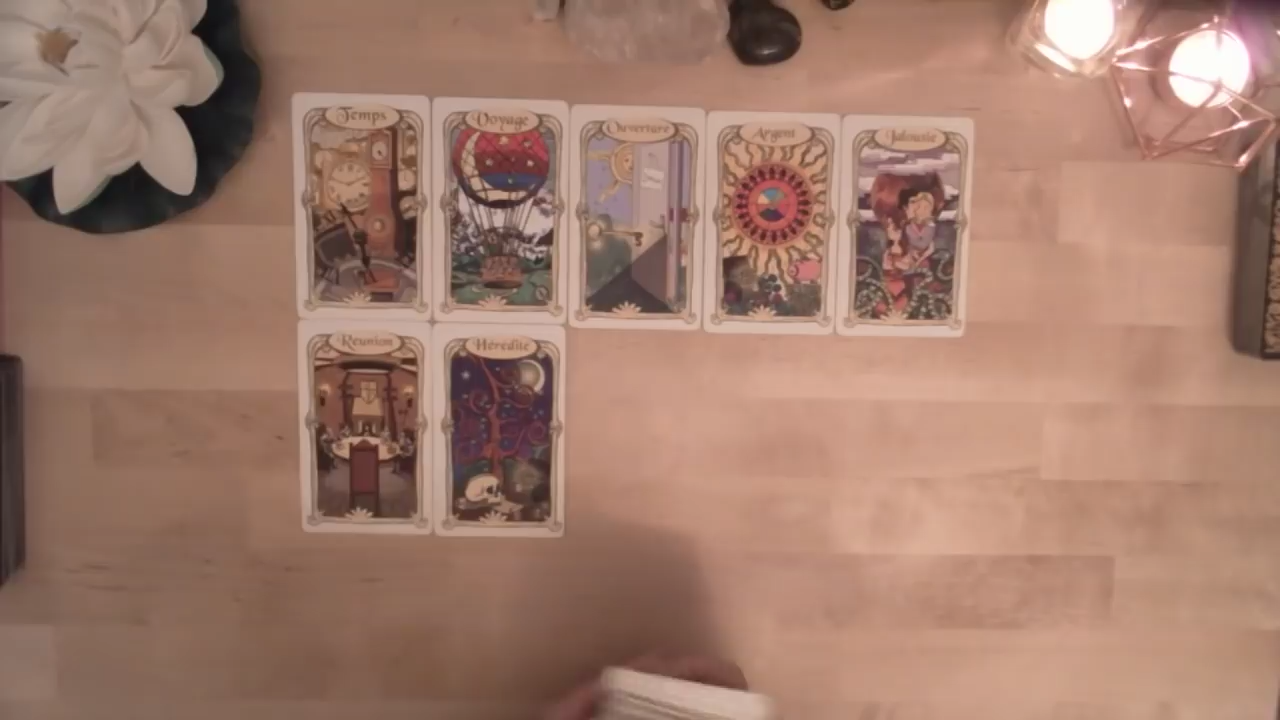 Temps
Voyage
Ouverture
Argent
Jalousie
Reunion
Hérédité